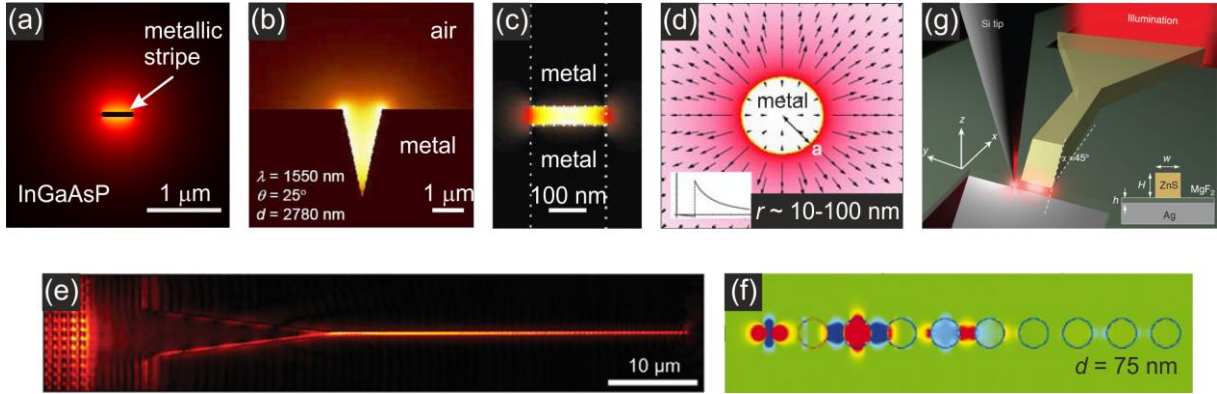 (a)
metallic
stripe
InGaAsP
1 μm
(b)
air
metal
λ = 1550 nm
θ = 25°
d = 2780 nm
1 μm
(c)
metal
metal
100 nm
(d)
metal
a
r ~ 10-100 nm
(g)
Si tip
Illumination
z
x
y
α =45°
w
H
ZnS
MgF2
h
Ag
(e)
10 μm
(f)
d = 75 nm